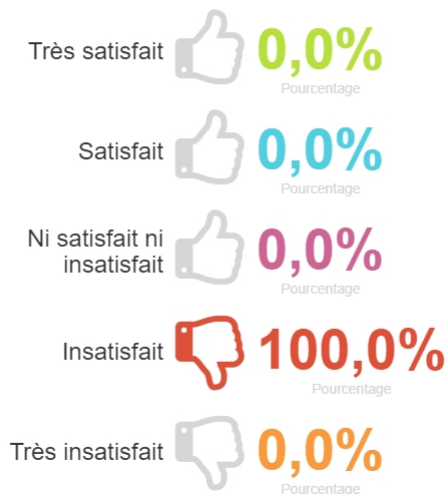 Très satisfait
0,0%
Pourcentage
Satisfait
0,0%
Pourcentage
Ni satisfait ni
insatisfait
0,0%
Pourcentage
Insatisfait
100,0%
Pourcentage
Très insatisfait
0,0%
Pourcentage